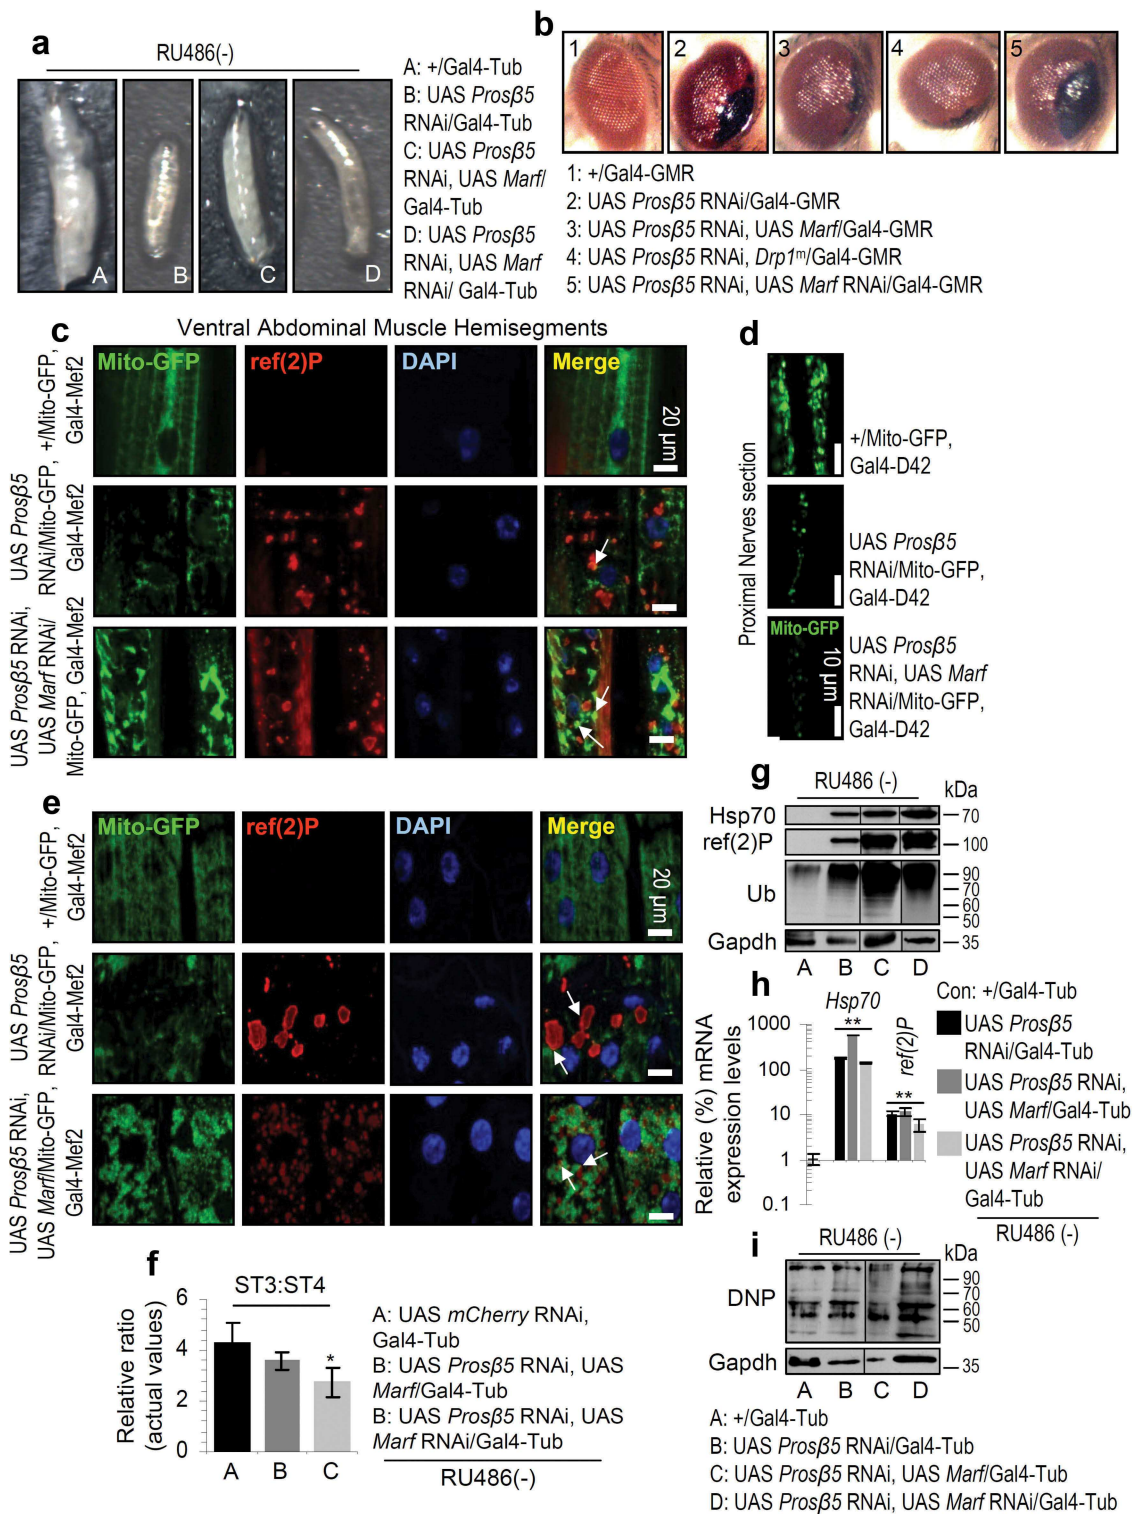 a
RU486(-)
A
B
C
D
A: +/Gal4-Tub
B: UAS Prosβ5
RNAi/Gal4-Tub
C: UAS Prosβ5
RNAi, UAS Marf/
Gal4-Tub
D: UAS Prosβ5
RNAi, UAS Marf
RNAi/ Gal4-Tub
b
1
2
3
4
5
1: +/Gal4-GMR
2: UAS Prosβ5 RNAi/Gal4-GMR
3: UAS Prosβ5 RNAi, UAS Marf/Gal4-GMR
4: UAS Prosβ5 RNAi, Drp1ᵐ/Gal4-GMR
5: UAS Prosβ5 RNAi, UAS Marf RNAi/Gal4-GMR
c
Ventral Abdominal Muscle Hemisegments
Mito-GFP
ref(2)P
DAPI
Merge
+/Mito-GFP,
Gal4-Mef2
20 µm
UAS Prosβ5
RNAi/Mito-GFP,
Gal4-Mef2
UAS Prosβ5 RNAi,
UAS Marf RNAi/
Mito-GFP, Gal4-Mef2
d
Proximal Nerves section
+/Mito-GFP,
Gal4-D42
UAS Prosβ5
RNAi/Mito-GFP,
Gal4-D42
Mito-GFP
10 µm
UAS Prosβ5
RNAi, UAS Marf
RNAi/Mito-GFP,
Gal4-D42
e
Mito-GFP
ref(2)P
DAPI
Merge
+/Mito-GFP,
Gal4-Mef2
20 µm
UAS Prosβ5
RNAi/Mito-GFP,
Gal4-Mef2
UAS Prosβ5 RNAi,
UAS Marf/Mito-GFP,
Gal4-Mef2
f
ST3:ST4
Relative ratio
(actual values)
6
4
2
0
*
A
B
C
A: UAS mCherry RNAi,
Gal4-Tub
B: UAS Prosβ5 RNAi, UAS
Marf/Gal4-Tub
B: UAS Prosβ5 RNAi, UAS
Marf RNAi/Gal4-Tub
RU486(-)
g
RU486 (-)
kDa
Hsp70
70
ref(2)P
100
Ub
90
70
60
50
Gapdh
35
A
B
C
D
h
Relative (%) mRNA
expression levels
1000
100
10
1
0.1
Hsp70
**
ref(2)P
**
Con: +/Gal4-Tub
UAS Prosβ5
RNAi/Gal4-Tub
UAS Prosβ5 RNAi,
UAS Marf/Gal4-Tub
UAS Prosβ5 RNAi,
UAS Marf RNAi/
Gal4-Tub
RU486 (-)
i
RU486 (-)
kDa
DNP
90
70
60
50
Gapdh
35
A
B
C
D
A: +/Gal4-Tub
B: UAS Prosβ5 RNAi/Gal4-Tub
C: UAS Prosβ5 RNAi, UAS Marf/Gal4-Tub
D: UAS Prosβ5 RNAi, UAS Marf RNAi/Gal4-Tub